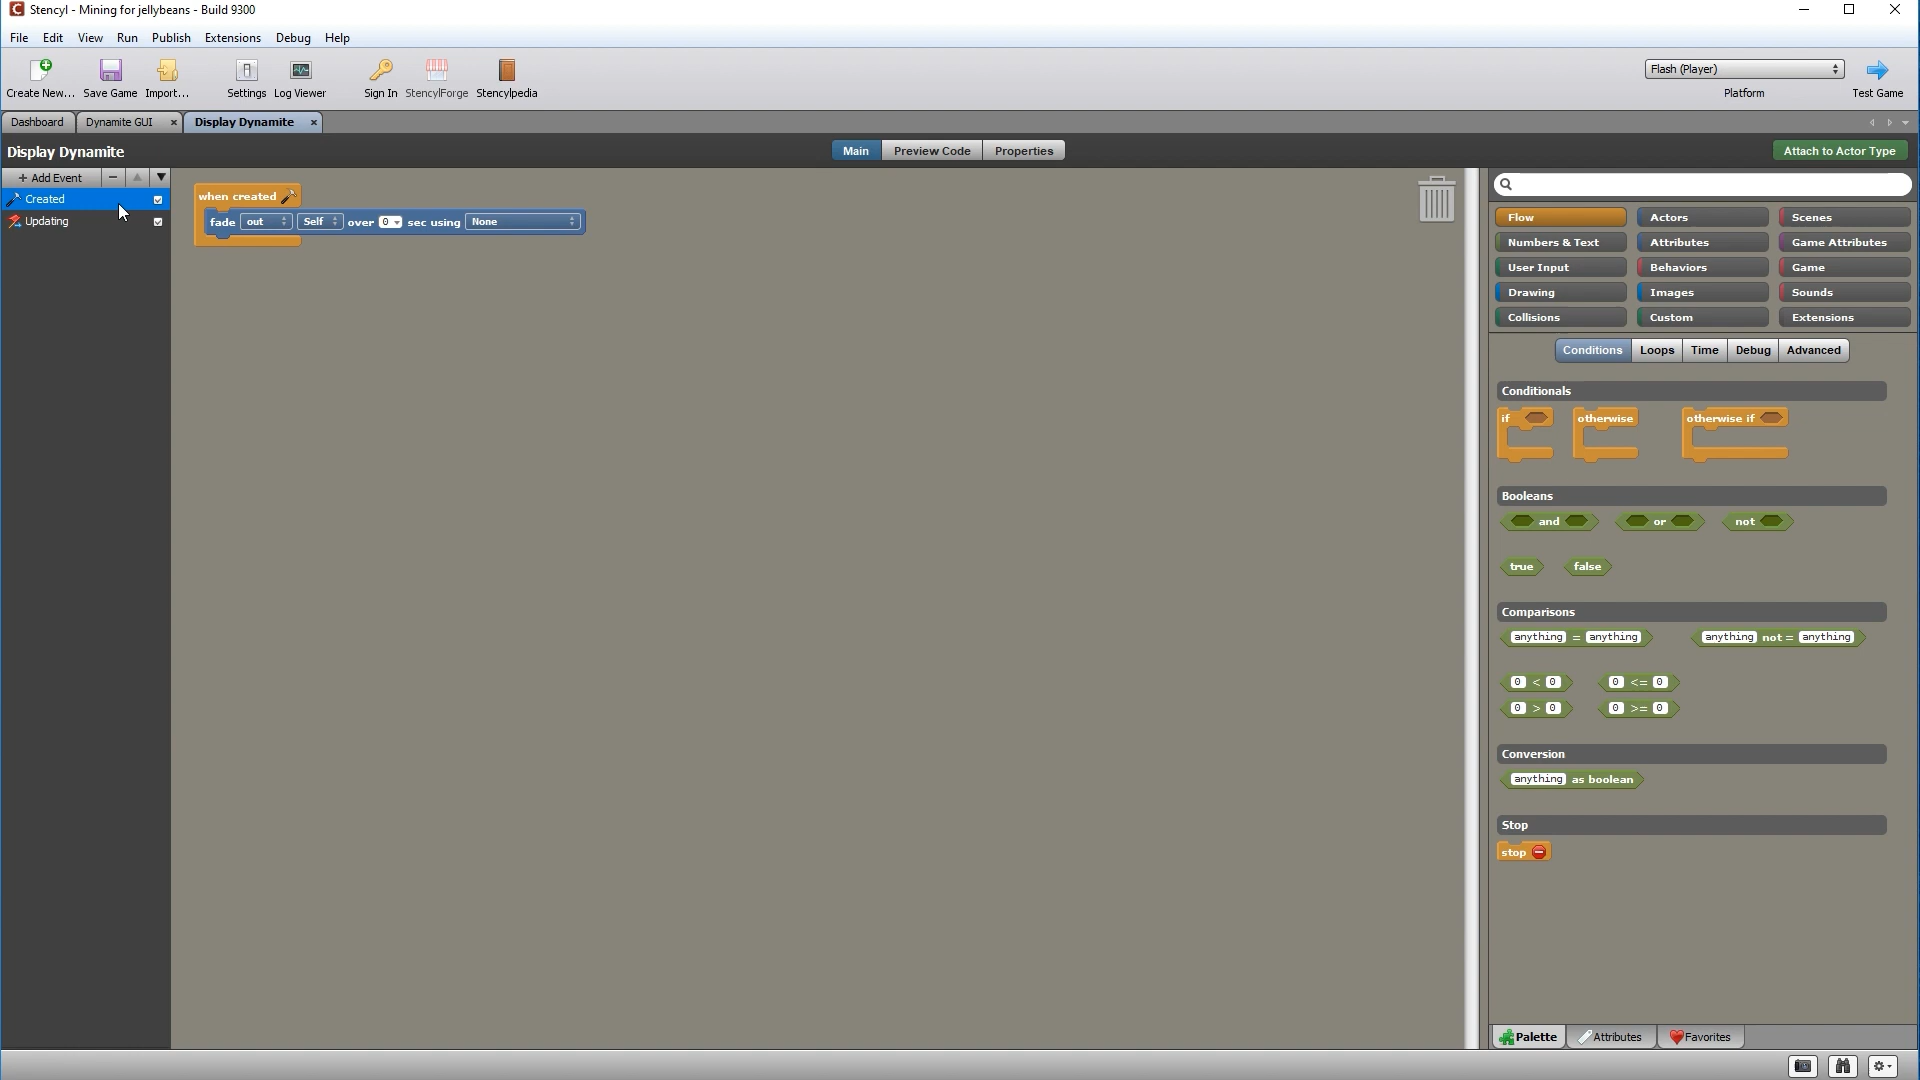 Stencyl - Mining for jellybeans - Build 9300
File Edit View Run Publish Extensions Debug Help
Create New... Save Game Import... Settings Log Viewer Sign In StencylForge Stencylpedia
Flash (Player)
Platform
Test Game
Dashboard Dynamite GUI × Display Dynamite ×
Display Dynamite
Main Preview Code Properties
Attach to Actor Type
+ Add Event
Created
Updating
when created
fade out Self over 0 sec using None
Flow Actors Scenes
Numbers & Text Attributes Game Attributes
User Input Behaviors Game
Drawing Images Sounds
Collisions Custom Extensions
Conditions Loops Time Debug Advanced
Conditionals
if otherwise otherwise if
Booleans
and or not
true false
Comparisons
anything = anything anything not = anything
0 < 0 0 <= 0
0 > 0 0 >= 0
Conversion
anything as boolean
Stop
stop
Palette Attributes Favorites